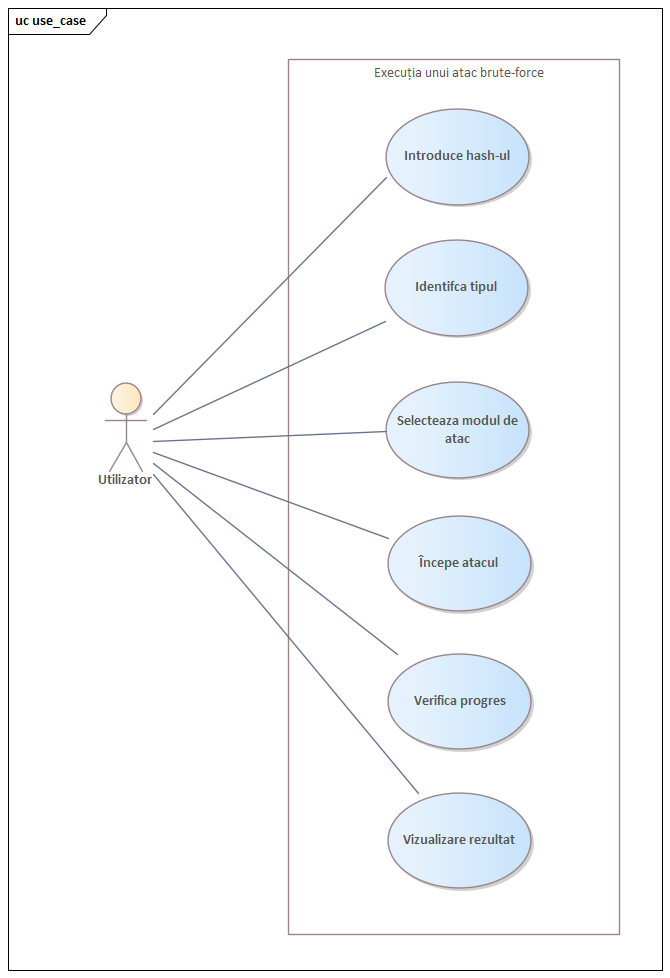 uc use_case
Execuția unui atac brute-force
Introduce hash-ul
Identifca tipul
Selecteaza modul de
atac
Începe atacul
Utilizator
Verifica progres
Vizualizare rezultat